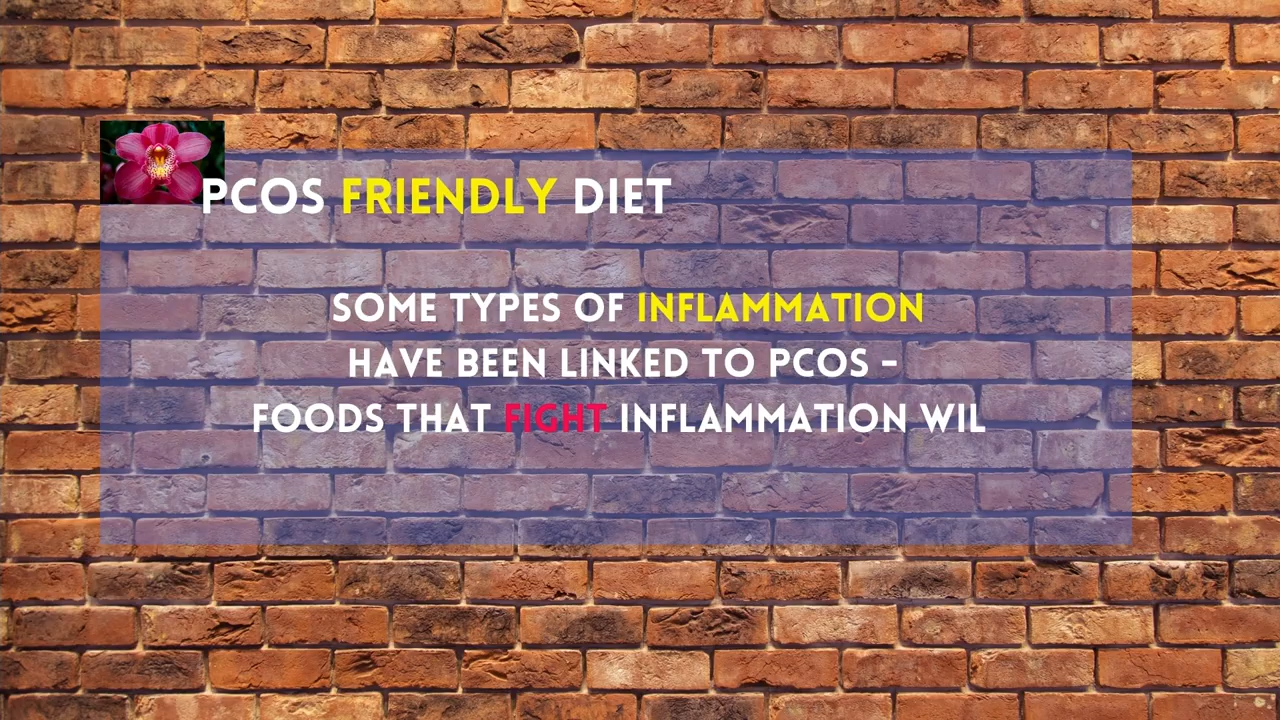 PCOS FRIENDLY DIET
SOME TYPES OF INFLAMMATION
HAVE BEEN LINKED TO PCOS -
FOODS THAT FIGHT INFLAMMATION WIL